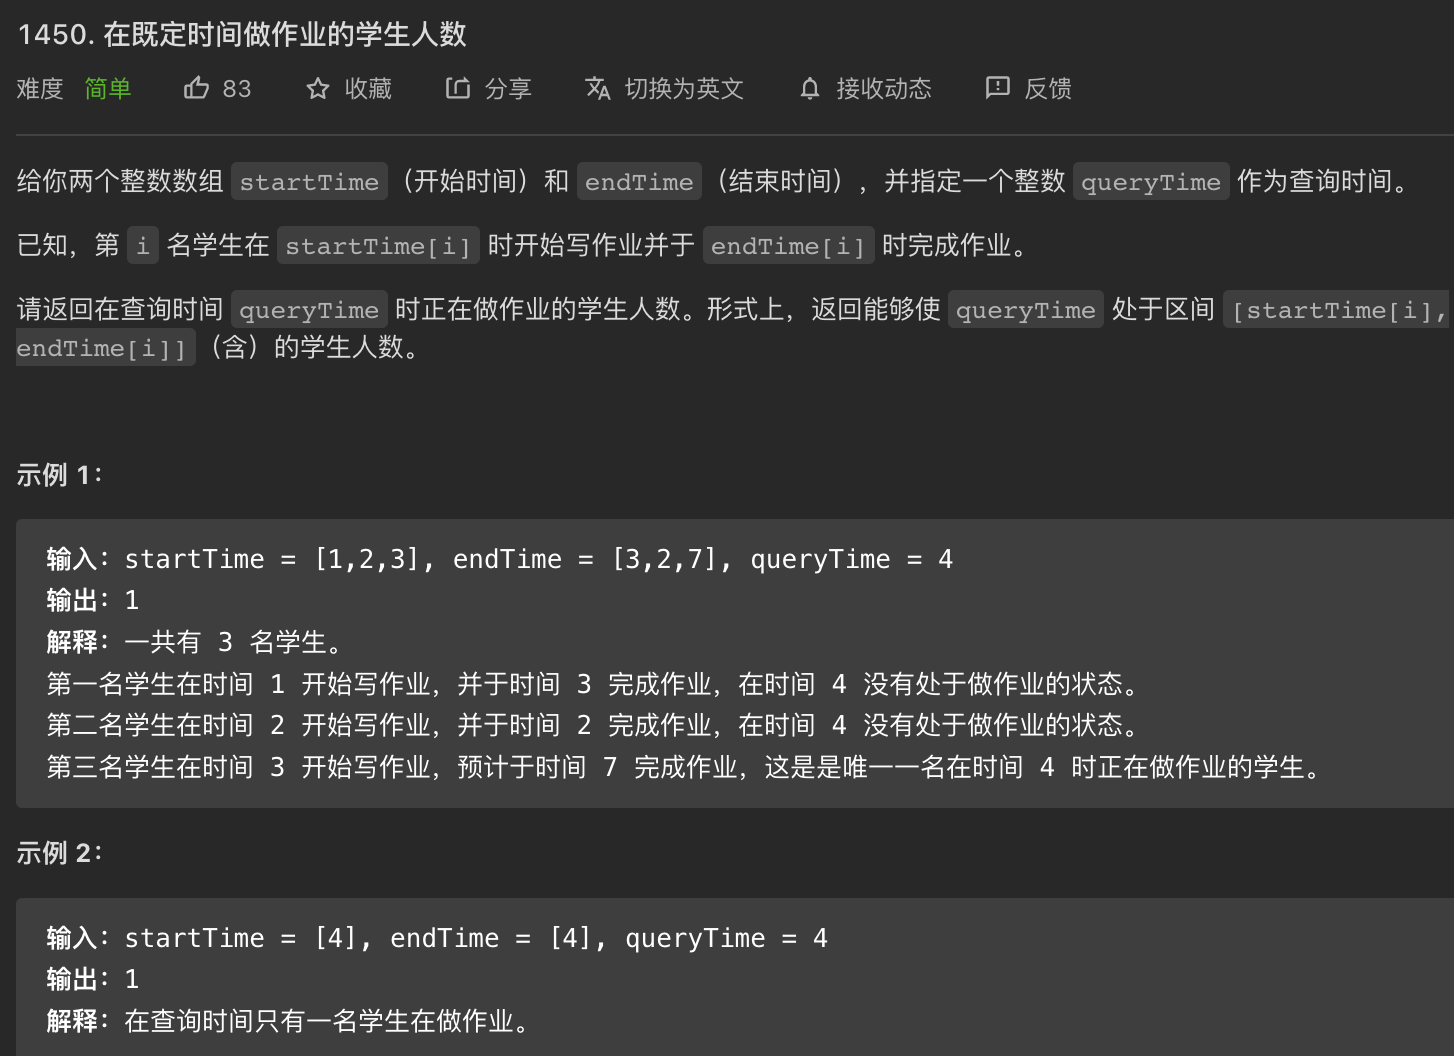 1450. 在既定时间做作业的学生人数
难度 简单 83 收藏 分享 切换为英文 接收动态 反馈
给你两个整数数组 startTime（开始时间）和 endTime（结束时间），并指定一个整数 queryTime 作为查询时间。
已知，第 i 名学生在 startTime[i] 时开始写作业并于 endTime[i] 时完成作业。
请返回在查询时间 queryTime 时正在做作业的学生人数。形式上，返回能够使 queryTime 处于区间 [startTime[i],
endTime[i]]（含）的学生人数。
示例 1：
输入：startTime = [1,2,3], endTime = [3,2,7], queryTime = 4
输出：1
解释：一共有 3 名学生。
第一名学生在时间 1 开始写作业，并于时间 3 完成作业，在时间 4 没有处于做作业的状态。
第二名学生在时间 2 开始写作业，并于时间 2 完成作业，在时间 4 没有处于做作业的状态。
第三名学生在时间 3 开始写作业，预计于时间 7 完成作业，这是是唯一一名在时间 4 时正在做作业的学生。
示例 2：
输入：startTime = [4], endTime = [4], queryTime = 4
输出：1
解释：在查询时间只有一名学生在做作业。